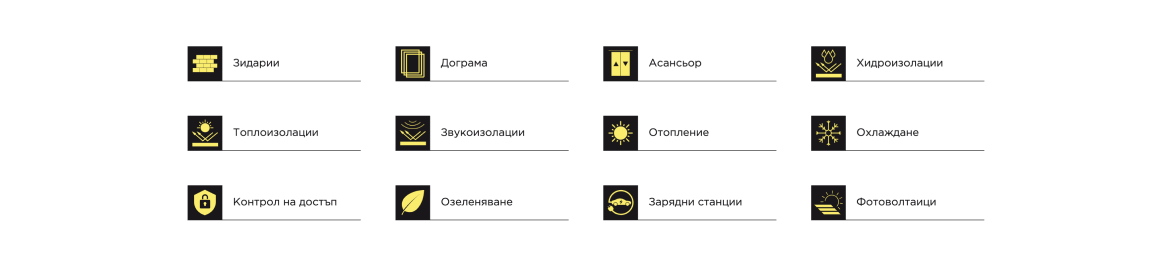 Зидарии
Дограма
Асансьор
Хидроизолации
Топлоизолации
Звукоизолации
Отопление
Охлаждане
Контрол на достъп
Озеленяване
Зарядни станции
Фотоволтаици